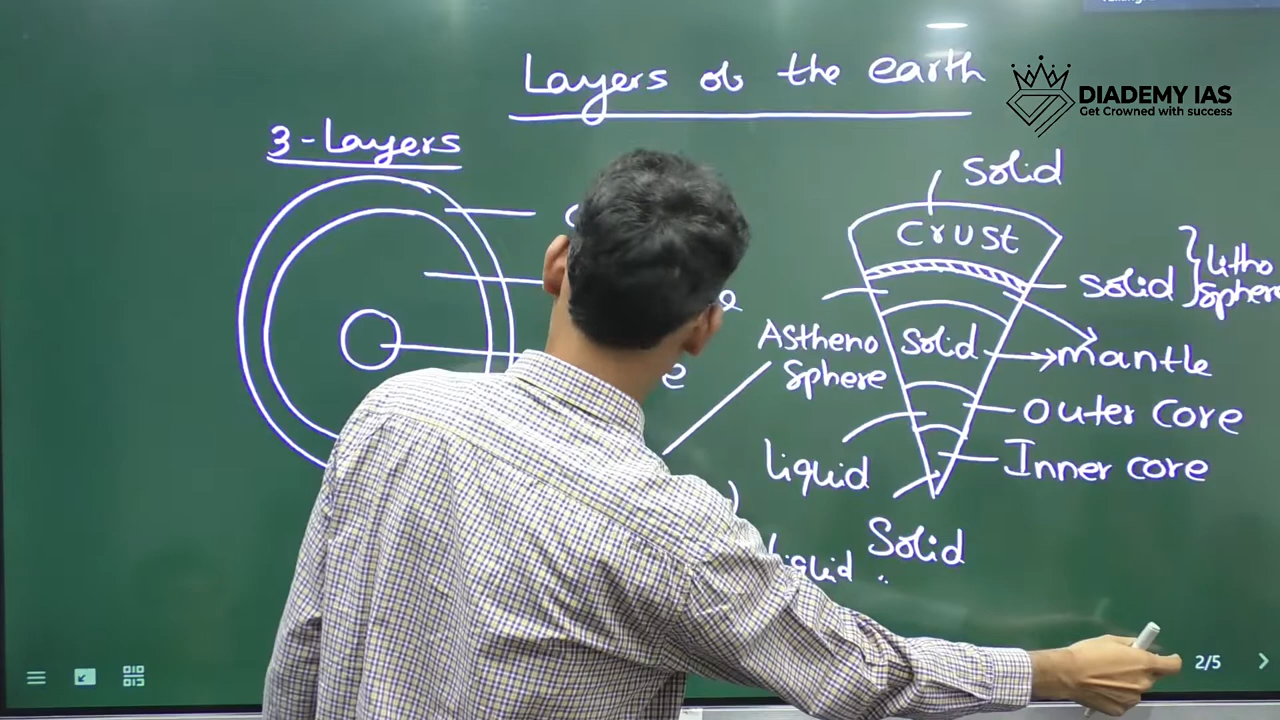 Layers of the earth
DIADEMY IAS
Get Crowned with success
3-Layers
Solid
Crust
Solid
Litho
Sphere
Astheno
Sphere
Solid
mantle
Outer Core
Liquid
Inner core
Solid
2/5